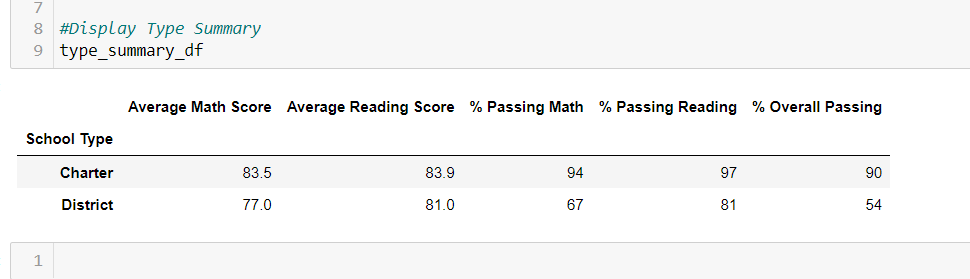 7
8 #Display Type Summary
9 type_summary_df
Average Math Score Average Reading Score % Passing Math % Passing Reading % Overall Passing
School Type
Charter 83.5 83.9 94 97 90
District 77.0 81.0 67 81 54
1